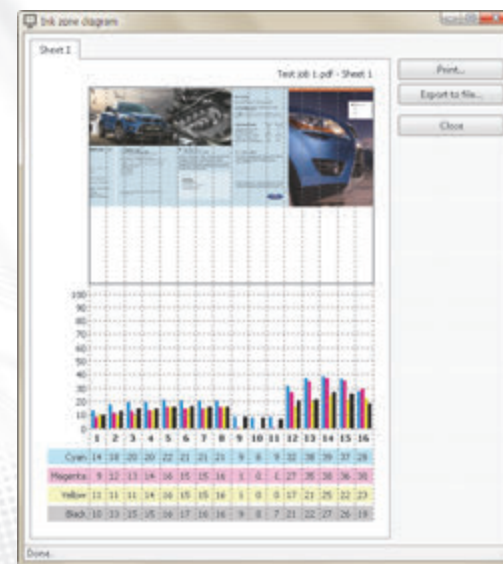 Ink zone diagram
Sheet 1
Test job 1.pdf - Sheet 1
Print...
Export to file...
Close
100
90
80
70
60
50
40
30
20
10
0
1 2 3 4 5 6 7 8 9 10 11 12 13 14 15 16
Cyan 14 18 20 20 22 21 21 21 9 8 9 32 38 39 37 28
Magenta 9 12 13 14 16 15 15 16 1 0 1 27 35 38 36 30
Yellow 11 11 11 14 16 15 15 16 1 0 0 17 21 25 22 23
Black 10 13 15 15 16 17 16 16 9 8 7 21 22 27 26 19
Done.